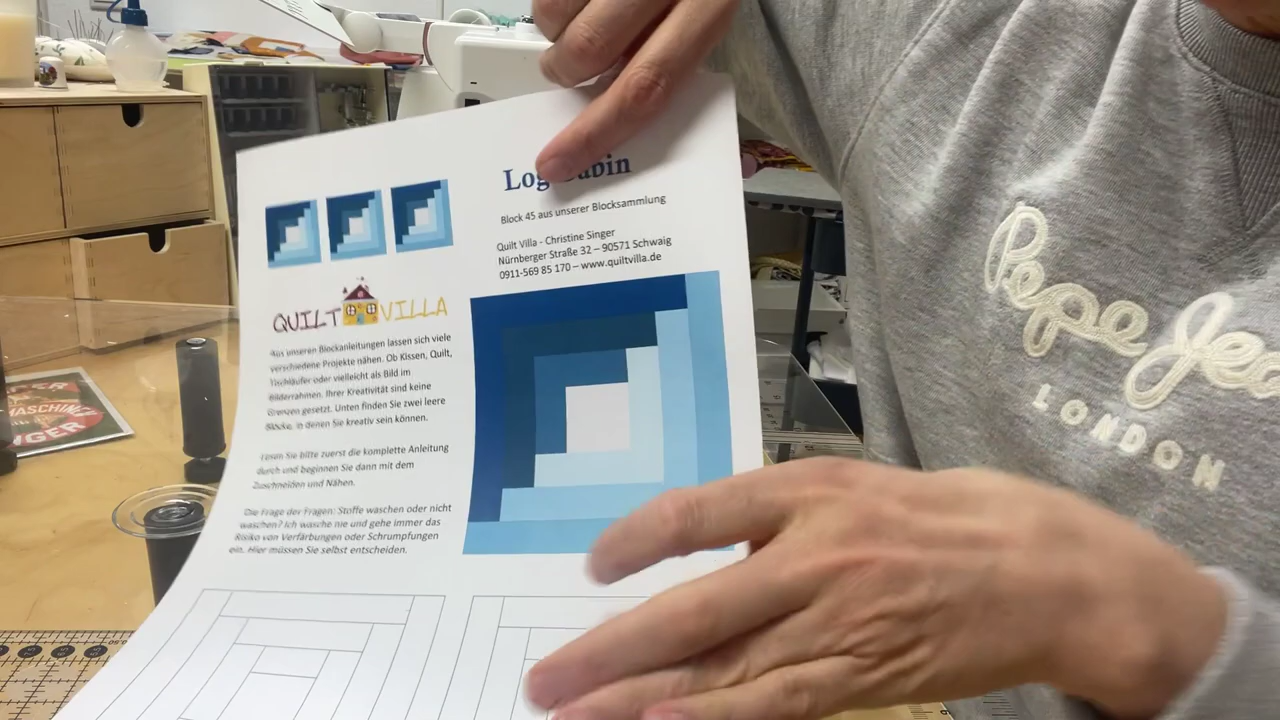 Log Cabin
Block 45 aus unserer Blocksammlung
Quilt Villa - Christine Singer
Nürnberger Straße 32 – 90571 Schwaig
0911-569 85 170 – www.quiltvilla.de
QUILT VILLA
Aus unseren Blockanleitungen lassen sich viele
verschiedene Projekte nähen. Ob Kissen, Quilt,
Tischläufer oder vielleicht als Bild im
Bilderrahmen. Ihrer Kreativität sind keine
Grenzen gesetzt. Unten finden Sie zwei leere
Blöcke, in denen Sie kreativ sein können.
Lesen Sie bitte zuerst die komplette Anleitung
durch und beginnen Sie dann mit dem
Zuschneiden und Nähen.
Die Frage der Fragen: Stoffe waschen oder nicht
waschen? Ich wasche nie und gehe immer das
Risiko von Verfärbungen oder Schrumpfungen
ein. Hier müssen Sie selbst entscheiden.
Pepe Jea
LONDON